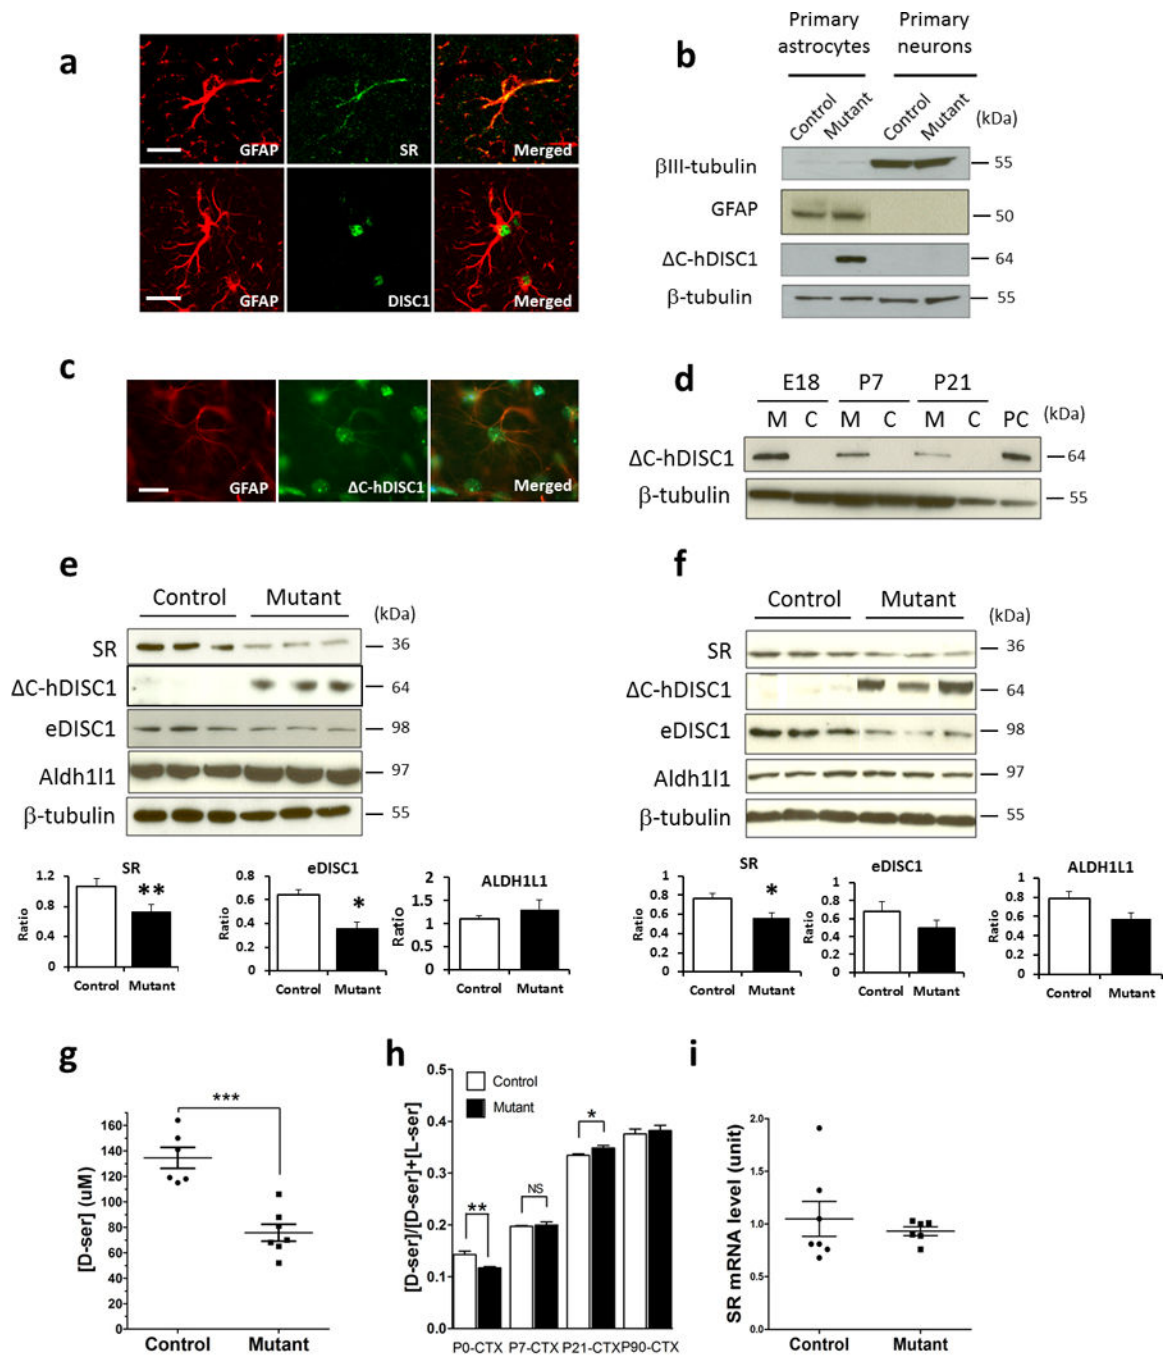 a
GFAP
SR
Merged
GFAP
DISC1
Merged
b
Primary astrocytes
Primary neurons
Control
Mutant
Control
Mutant
(kDa)
βIII-tubulin
55
GFAP
50
ΔC-hDISC1
64
β-tubulin
55
c
GFAP
ΔC-hDISC1
Merged
d
E18 P7 P21
M C M C M C PC
(kDa)
ΔC-hDISC1
64
β-tubulin
55
e
Control Mutant
(kDa)
SR
36
ΔC-hDISC1
64
eDISC1
98
Aldh1l1
97
β-tubulin
55
SR
1.2
0.8
0.4
0
Ratio
**
Control Mutant
eDISC1
0.8
0.6
0.4
0.2
0
Ratio
*
Control Mutant
ALDH1L1
2
1.5
1
0.5
0
Ratio
Control Mutant
f
Control Mutant
(kDa)
SR
36
ΔC-hDISC1
64
eDISC1
98
Aldh1l1
97
β-tubulin
55
SR
1
0.8
0.6
0.4
0.2
0
Ratio
*
Control Mutant
eDISC1
1
0.8
0.6
0.4
0.2
0
Ratio
Control Mutant
ALDH1L1
1
0.8
0.6
0.4
0.2
0
Ratio
Control Mutant
g
***
[D-ser] (uM)
160
140
120
100
80
60
40
20
0
Control Mutant
h
[D-ser]/[D-ser]+[L-ser]
0.5
0.4
0.3
0.2
0.1
0.0
Control
Mutant
**
NS
*
P0-CTX P7-CTX P21-CTX P90-CTX
i
SR mRNA level (unit)
2.0
1.5
1.0
0.5
0.0
Control Mutant